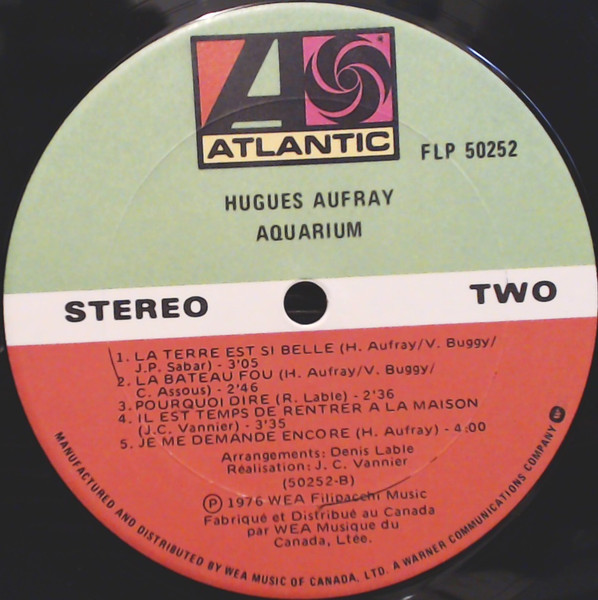 ATLANTIC
FLP 50252
HUGUES AUFRAY
AQUARIUM
STEREO
TWO
1. LA TERRE EST SI BELLE (H. Aufray/V. Buggy/
J.P. Sabar) - 3'05
2. LA BATEAU FOU (H. Aufray/V. Buggy/
C. Assous) - 2'46
3. POURQUOI DIRE (R. Lable) - 2'36
4. IL EST TEMPS DE RENTRER A LA MAISON
(J.C. Vannier) - 3'35
5. JE ME DEMANDE ENCORE (H. Aufray) - 4:00
Arrangements: Denis Lable
Réalisation: J. C. Vannier
(50252-B)
℗ 1976 WEA Filipacchi Music
Fabriqué et Distribué au Canada
par WEA Musique du
Canada, Ltée.
MANUFACTURED AND DISTRIBUTED BY WEA MUSIC OF CANADA, LTD. A WARNER COMMUNICATIONS COMPANY